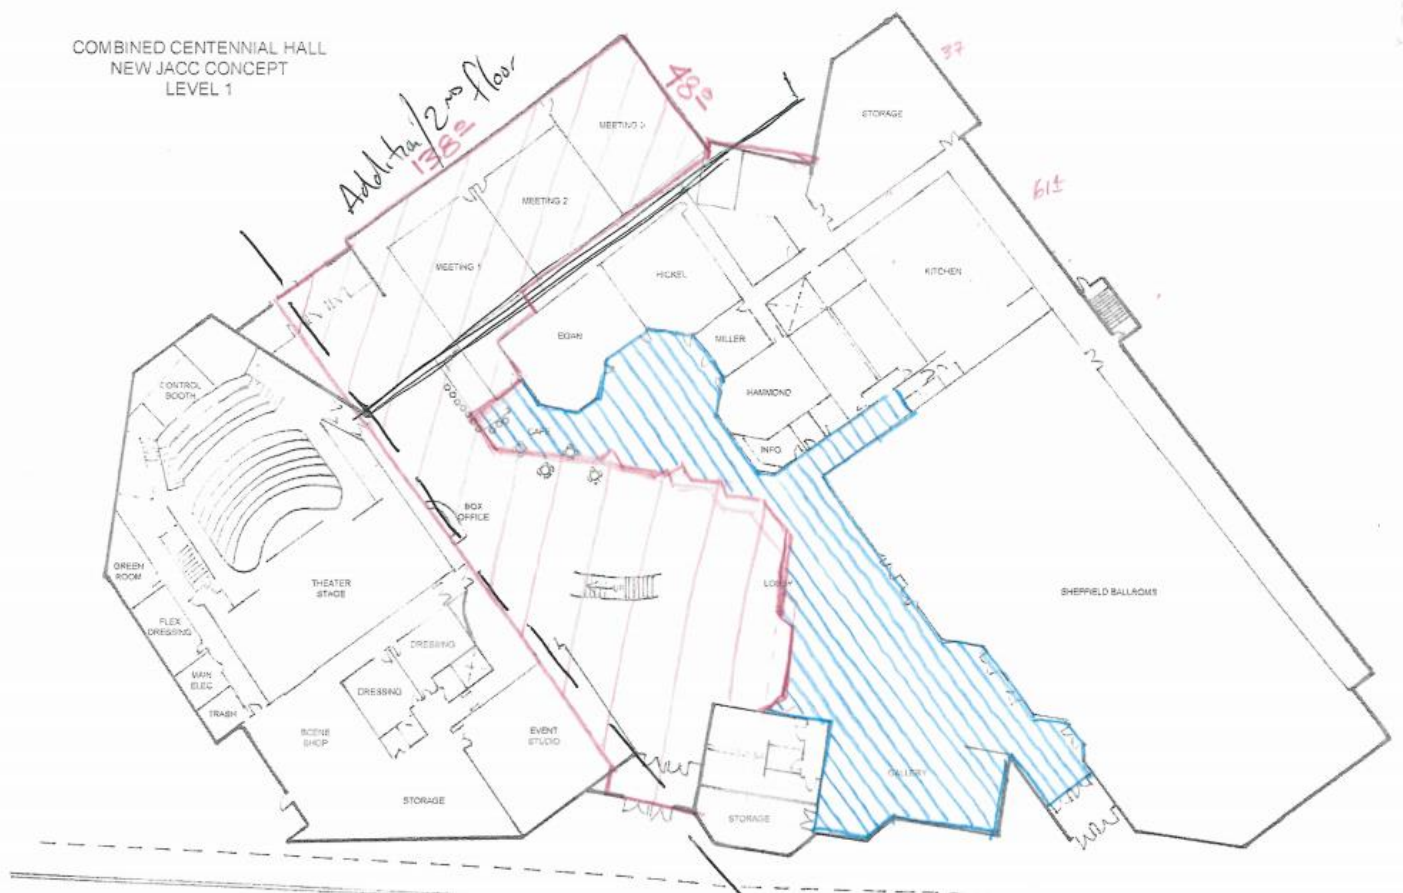 COMBINED CENTENNIAL HALL
NEW JACC CONCEPT
LEVEL 1
2nd floor
138°
48'°
37
61±
STORAGE
MEETING 3
MEETING 2
MEETING 1
HICKEL
KITCHEN
EGAN
MILLER
HAMMOND
CONTROL
BOOTH
CAFE
INFO
BOX
OFFICE
GREEN
ROOM
THEATER
STAGE
LOBBY
SHEFFIELD BALLROMS
FLEX
DRESSING
DRESSING
MAIN
ELEC
DRESSING
TRASH
SCENE
SHOP
EVENT
STUDIO
GALLERY
STORAGE
STORAGE